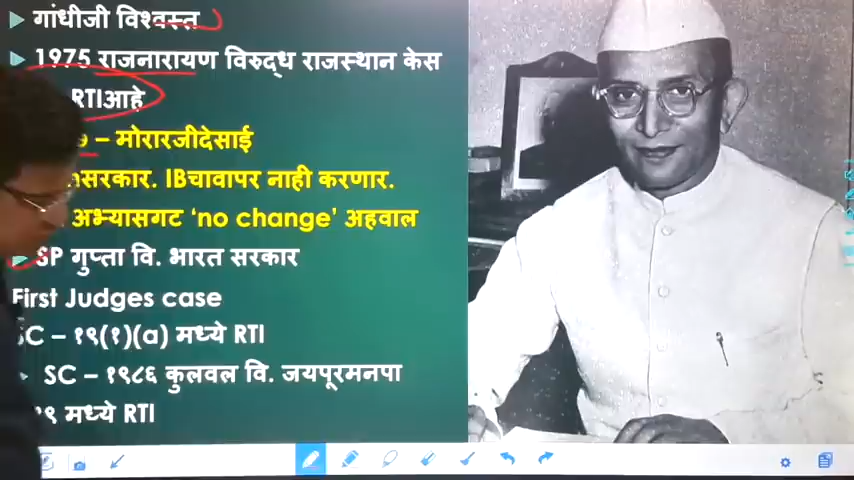 गांधीजी विश्वस्त
1975 राजनारायण विरुद्ध राजस्थान केस
RTIआहे
– मोरारजीदेसाई
सरकार. IBचावापर नाही करणार.
अभ्यासगट ‘no change’ अहवाल
SP गुप्ता वि. भारत सरकार
First Judges case
SC – १९(१)(a) मध्ये RTI
SC – १९८६ कुलवल वि. जयपूरमनपा
१९ मध्ये RTI